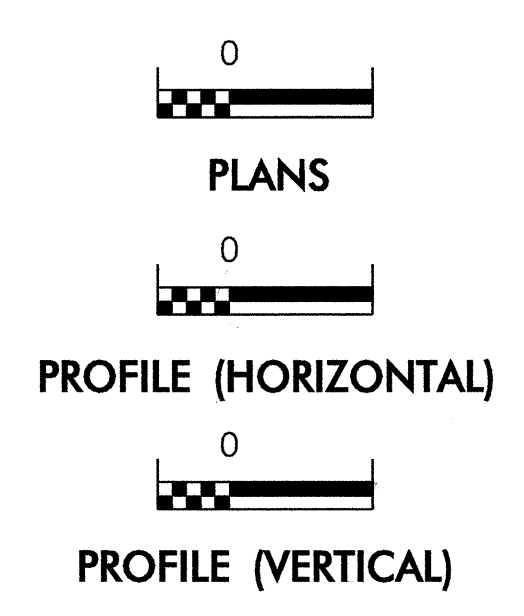 0
PLANS
0
PROFILE (HORIZONTAL)
0
PROFILE (VERTICAL)